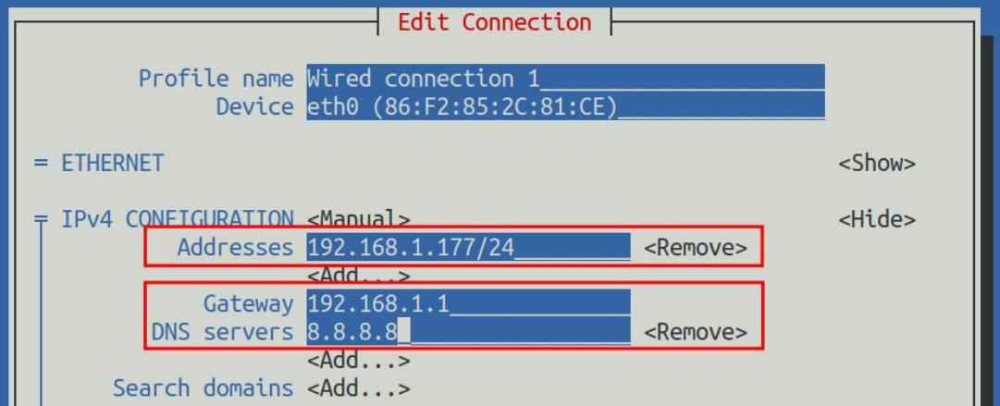 Edit Connection
Profile name Wired connection 1
Device eth0 (86:F2:85:2C:81:CE)
= ETHERNET <Show>
= IPv4 CONFIGURATION <Manual> <Hide>
Addresses 192.168.1.177/24 <Remove>
<Add...>
Gateway 192.168.1.1
DNS servers 8.8.8.8 <Remove>
<Add...>
Search domains <Add...>